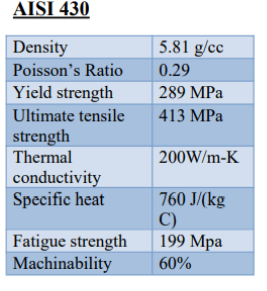 AISI 430
Density 5.81 g/cc
Poisson’s Ratio 0.29
Yield strength 289 MPa
Ultimate tensile 413 MPa
strength
Thermal 200W/m-K
conductivity
Specific heat 760 J/(kg
C)
Fatigue strength 199 Mpa
Machinability 60%